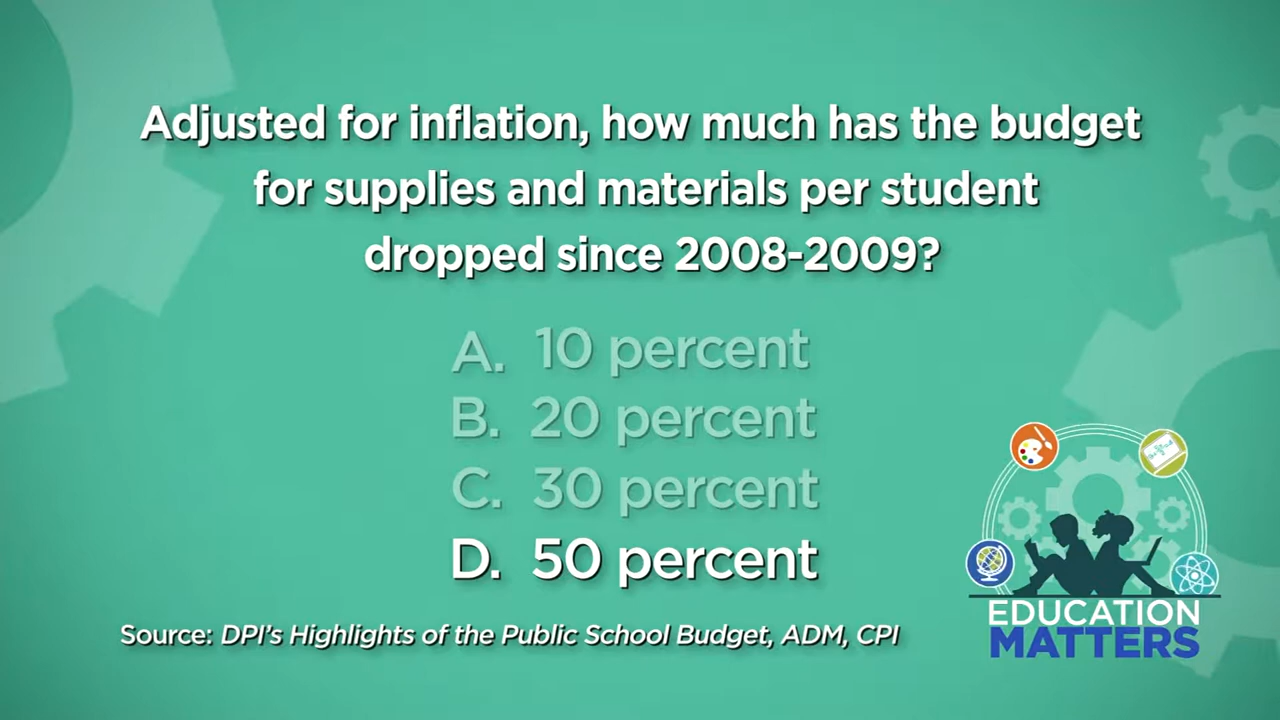 Adjusted for inflation, how much has the budget
for supplies and materials per student
dropped since 2008-2009?
A. 10 percent
B. 20 percent
C. 30 percent
D. 50 percent
Source: DPI's Highlights of the Public School Budget, ADM, CPI
EDUCATION
MATTERS